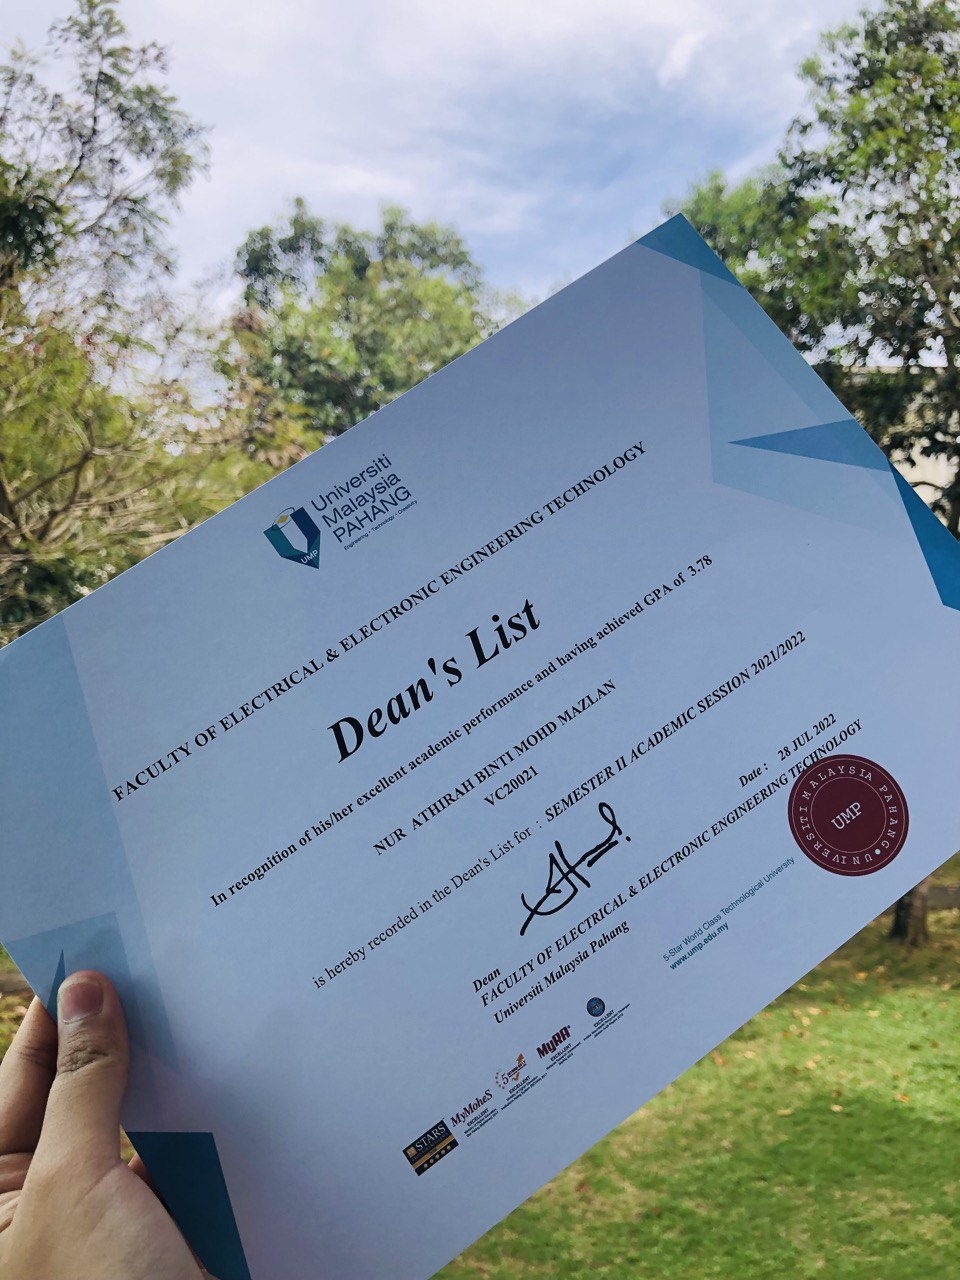 Universiti
Malaysia
PAHANG
Engineering • Technology • Creativity
UMP
FACULTY OF ELECTRICAL & ELECTRONIC ENGINEERING TECHNOLOGY
Dean's List
In recognition of his/her excellent academic performance and having achieved GPA of 3.78
NUR ATHIRAH BINTI MOHD MAZLAN
VC20021
is hereby recorded in the Dean's List for : SEMESTER II ACADEMIC SESSION 2021/2022
Date : 28 JUL 2022
Dean
FACULTY OF ELECTRICAL & ELECTRONIC ENGINEERING TECHNOLOGY
Universiti Malaysia Pahang
UNIVERSITI MALAYSIA PAHANG
UMP
5-Star World Class Technological University
www.ump.edu.my
STARS
MyMoheS
EXCELLENT
5
EXCELLENT
MyRA
EXCELLENT
EXCELLENT